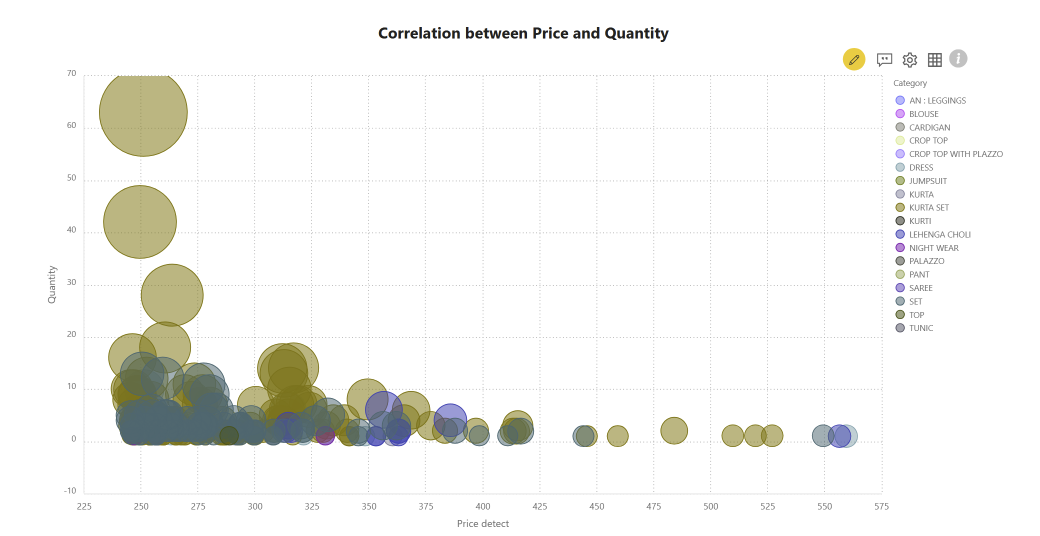 Correlation between Price and Quantity
i
Category
AN : LEGGINGS
BLOUSE
CARDIGAN
CROP TOP
CROP TOP WITH PLAZZO
DRESS
JUMPSUIT
KURTA
KURTA SET
KURTI
LEHENGA CHOLI
NIGHT WEAR
PALAZZO
PANT
SAREE
SET
TOP
TUNIC
Quantity
70
60
50
40
30
20
10
0
-10
225 250 275 300 325 350 375 400 425 450 475 500 525 550 575
Price detect